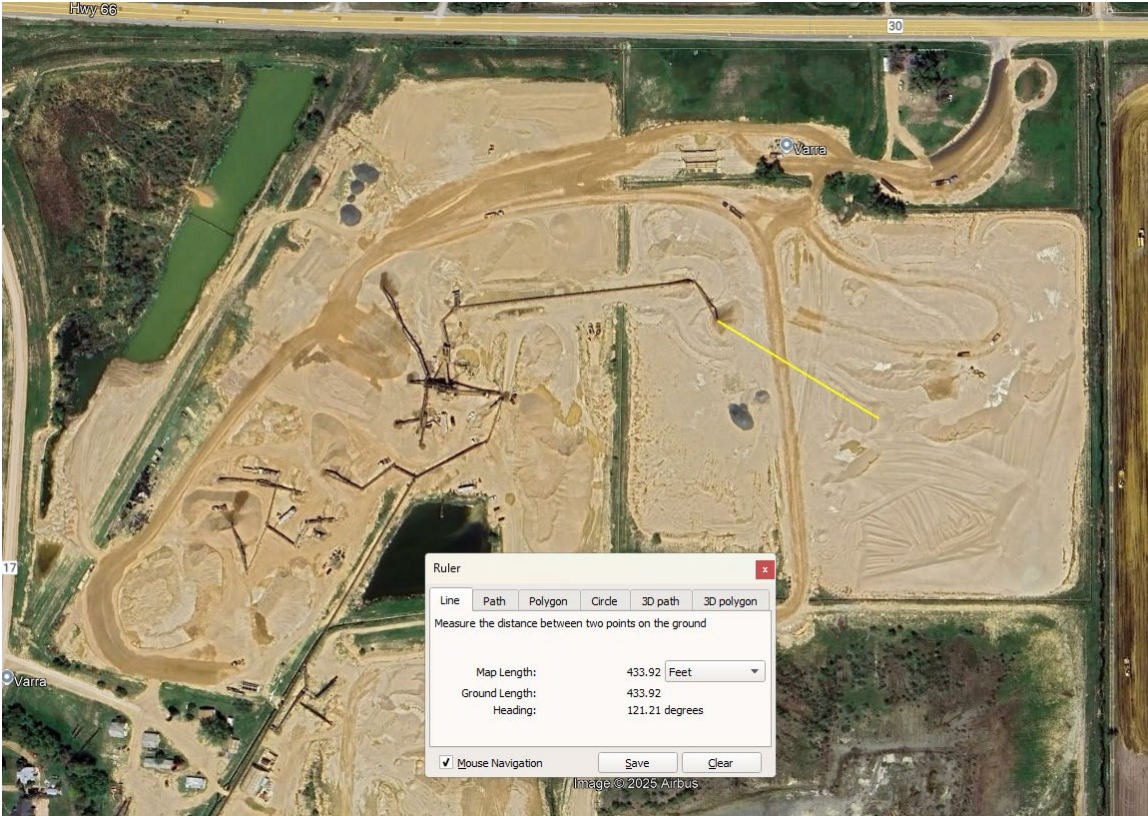 Hwy 66
30
Varra
17
Varra
Ruler
x
Line Path Polygon Circle 3D path 3D polygon
Measure the distance between two points on the ground
Map Length: 433.92 Feet
Ground Length: 433.92
Heading: 121.21 degrees
Mouse Navigation Save Clear
Image © 2025 Airbus